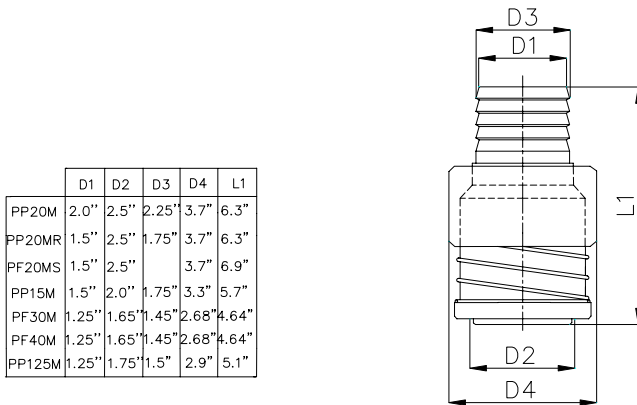 D3
D1
D1 D2 D3 D4 L1
PP20M 2.0'' 2.5'' 2.25'' 3.7" 6.3"
PP20MR 1.5'' 2.5'' 1.75'' 3.7" 6.3"
PF20MS 1.5'' 2.5'' 3.7" 6.9"
PP15M 1.5'' 2.0'' 1.75'' 3.3" 5.7"
PF30M 1.25'' 1.65'' 1.45'' 2.68" 4.64"
PF40M 1.25'' 1.65'' 1.45'' 2.68" 4.64"
PP125M 1.25'' 1.75'' 1.5'' 2.9" 5.1"
L1
D2
D4